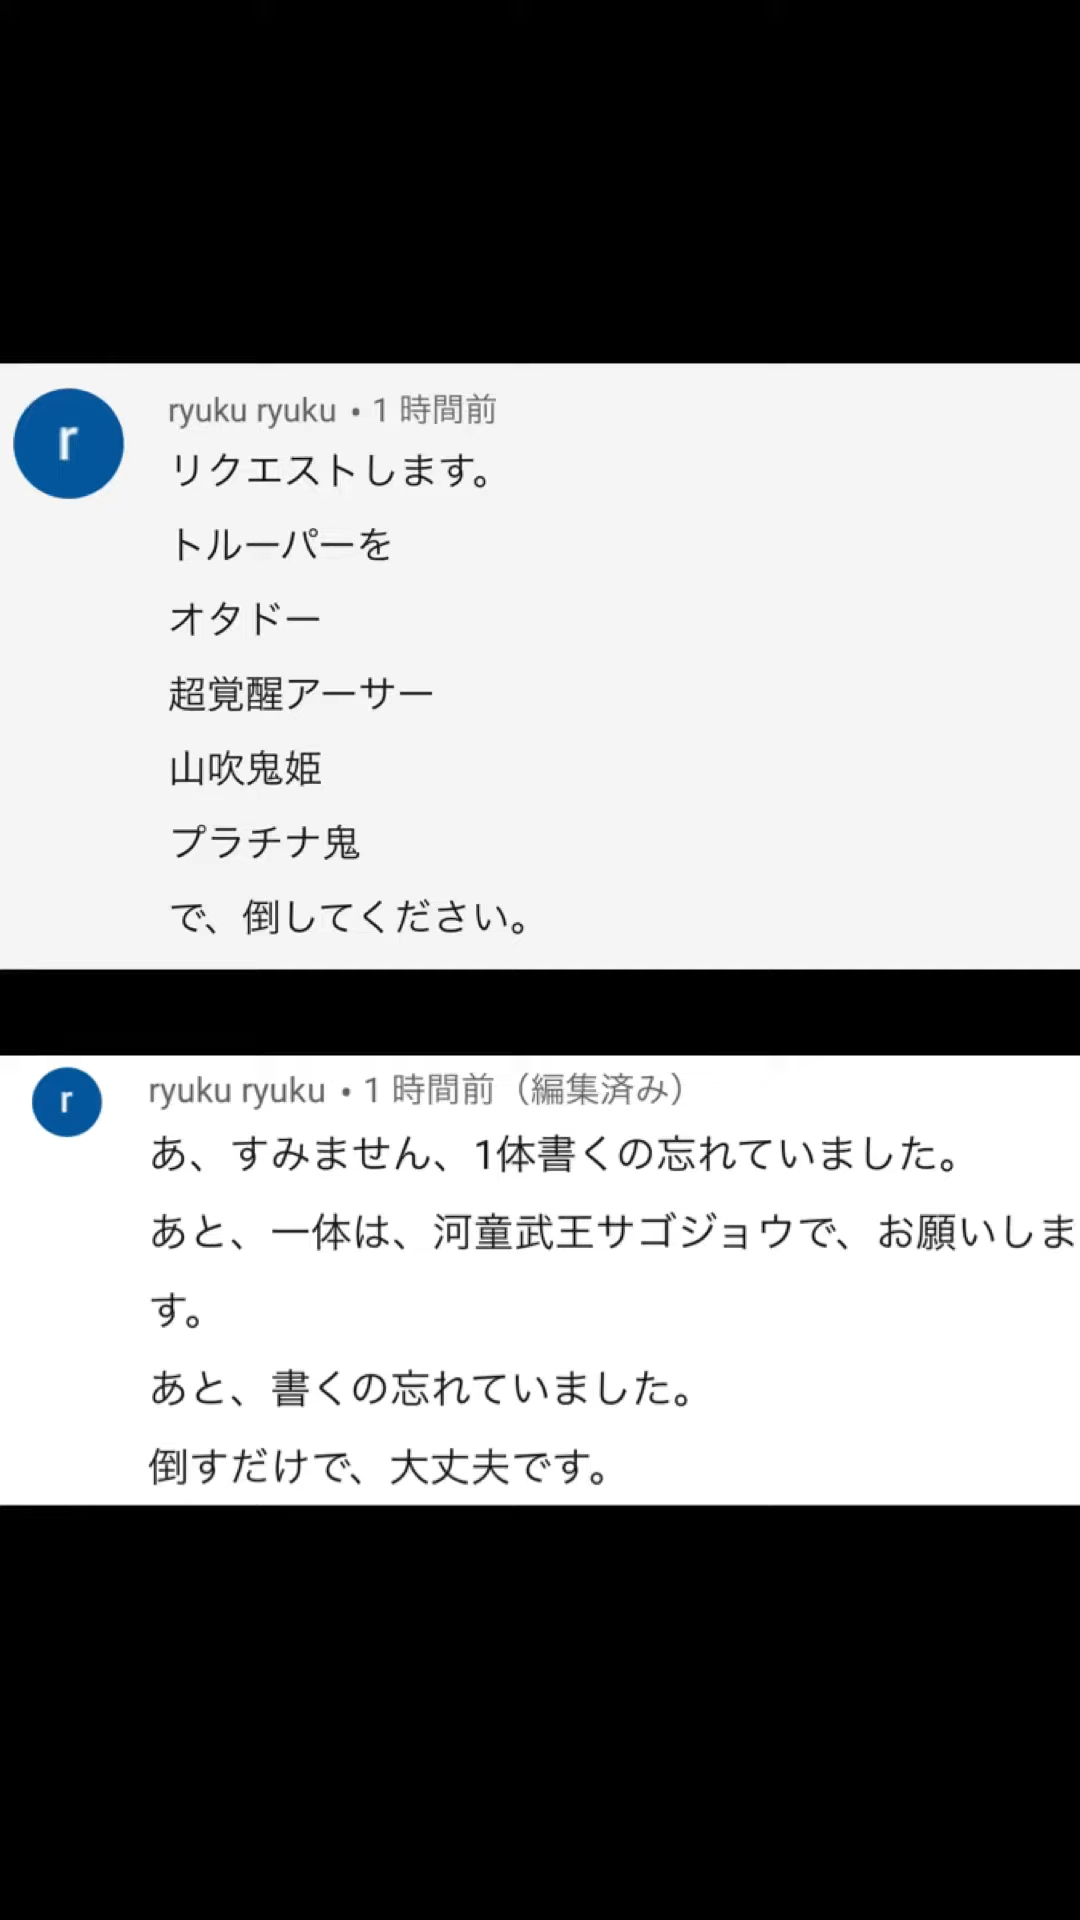 r
ryuku ryuku • 1 時間前
リクエストします。
トルーパーを
オタドー
超覚醒アーサー
山吹鬼姫
プラチナ鬼
で、倒してください。
r
ryuku ryuku • 1 時間前（編集済み）
あ、すみません、1体書くの忘れていました。
あと、一体は、河童武王サゴジョウで、お願いしま
す。
あと、書くの忘れていました。
倒すだけで、大丈夫です。